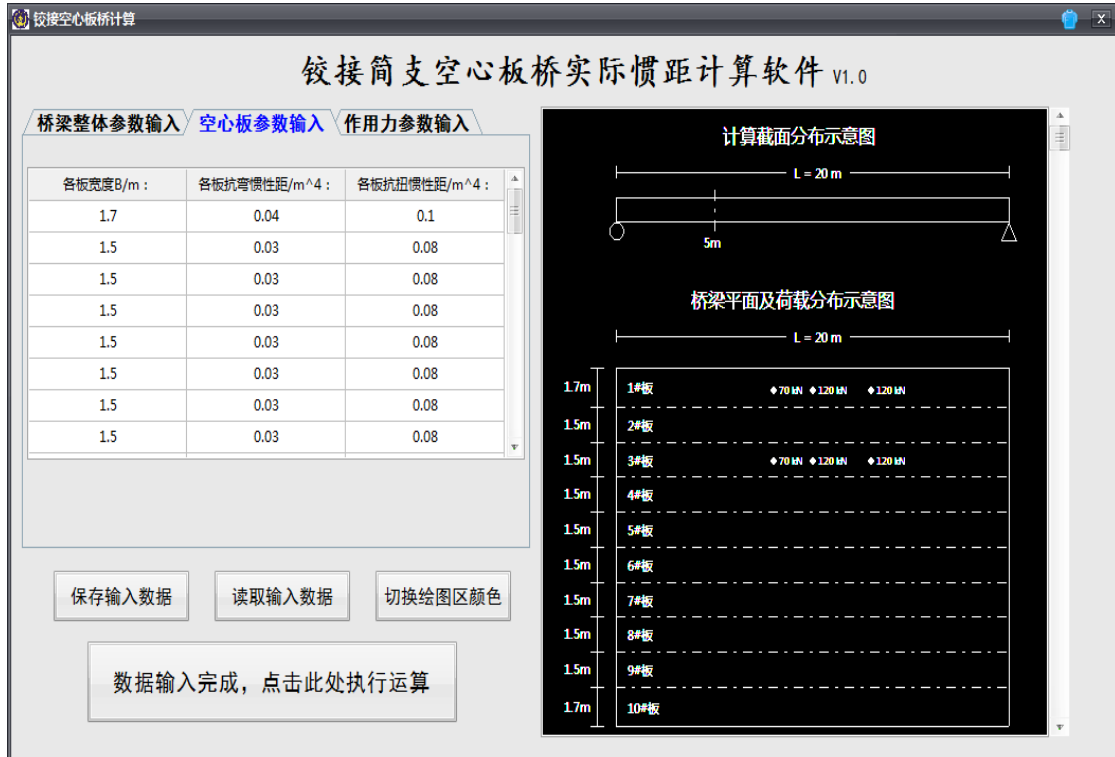 铰接空心板桥计算
X
铰接简支空心板桥实际惯距计算软件 V1.0
桥梁整体参数输入 空心板参数输入 作用力参数输入
各板宽度B/m： 各板抗弯惯性距/m^4： 各板抗扭惯性距/m^4：
1.7 0.04 0.1
1.5 0.03 0.08
1.5 0.03 0.08
1.5 0.03 0.08
1.5 0.03 0.08
1.5 0.03 0.08
1.5 0.03 0.08
1.5 0.03 0.08
保存输入数据 读取输入数据 切换绘图区颜色
数据输入完成，点击此处执行运算
计算截面分布示意图
L = 20 m
5m
桥梁平面及荷载分布示意图
L = 20 m
1.7m 1#板 ♦70 kN ♦120 kN ♦120 kN
1.5m 2#板
1.5m 3#板 ♦70 kN ♦120 kN ♦120 kN
1.5m 4#板
1.5m 5#板
1.5m 6#板
1.5m 7#板
1.5m 8#板
1.5m 9#板
1.7m 10#板